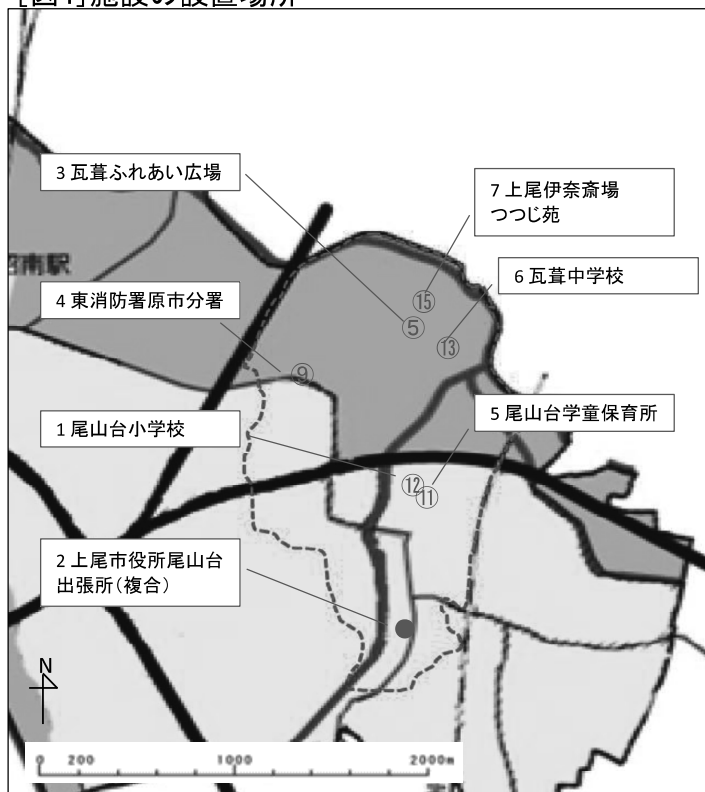 [図1]施設の設置場所
3 瓦葺ふれあい広場
7 上尾伊奈斎場
つつじ苑
沼南駅
6 瓦葺中学校
4 東消防署原市分署
⑮
⑤
⑬
⑨
1 尾山台小学校
5 尾山台学童保育所
⑫
⑪
2 上尾市役所尾山台
出張所(複合)
N
0 200 1000 2000m